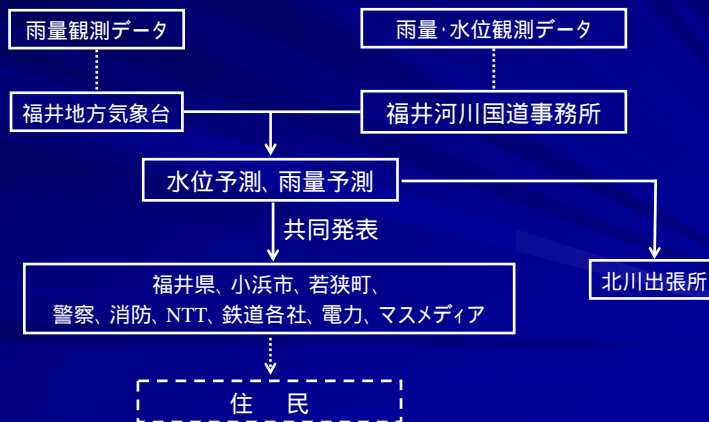 雨量観測データ
雨量・水位観測データ
福井地方気象台
福井河川国道事務所
水位予測、雨量予測
共同発表
福井県、小浜市、若狭町、
警察、消防、NTT、鉄道各社、電力、マスメディア
北川出張所
住　民